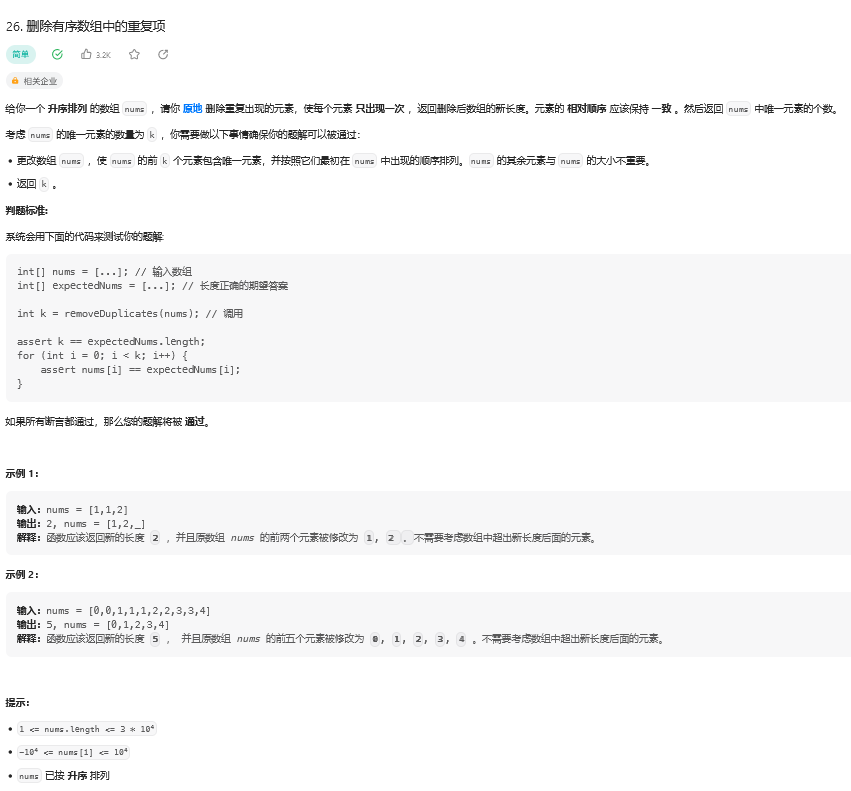 26. 删除有序数组中的重复项
简单 3.2K
相关企业
给你一个 升序排列 的数组 nums ，请你 原地 删除重复出现的元素，使每个元素 只出现一次 ，返回删除后数组的新长度。元素的 相对顺序 应该保持 一致 。然后返回 nums 中唯一元素的个数。
考虑 nums 的唯一元素的数量为 k ，你需要做以下事情确保你的题解可以被通过：
• 更改数组 nums ，使 nums 的前 k 个元素包含唯一元素，并按照它们最初在 nums 中出现的顺序排列。nums 的其余元素与 nums 的大小不重要。
• 返回 k 。
判题标准:
系统会用下面的代码来测试你的题解:
int[] nums = [...]; // 输入数组
int[] expectedNums = [...]; // 长度正确的期望答案
int k = removeDuplicates(nums); // 调用
assert k == expectedNums.length;
for (int i = 0; i < k; i++) {
    assert nums[i] == expectedNums[i];
}
如果所有断言都通过，那么您的题解将被 通过。
示例 1：
输入：nums = [1,1,2]
输出：2, nums = [1,2,_]
解释：函数应该返回新的长度 2 ，并且原数组 nums 的前两个元素被修改为 1, 2 。不需要考虑数组中超出新长度后面的元素。
示例 2：
输入：nums = [0,0,1,1,1,2,2,3,3,4]
输出：5, nums = [0,1,2,3,4]
解释：函数应该返回新的长度 5 ， 并且原数组 nums 的前五个元素被修改为 0, 1, 2, 3, 4 。不需要考虑数组中超出新长度后面的元素。
提示：
• 1 <= nums.length <= 3 * 10⁴
• -10⁴ <= nums[i] <= 10⁴
• nums 已按 升序 排列